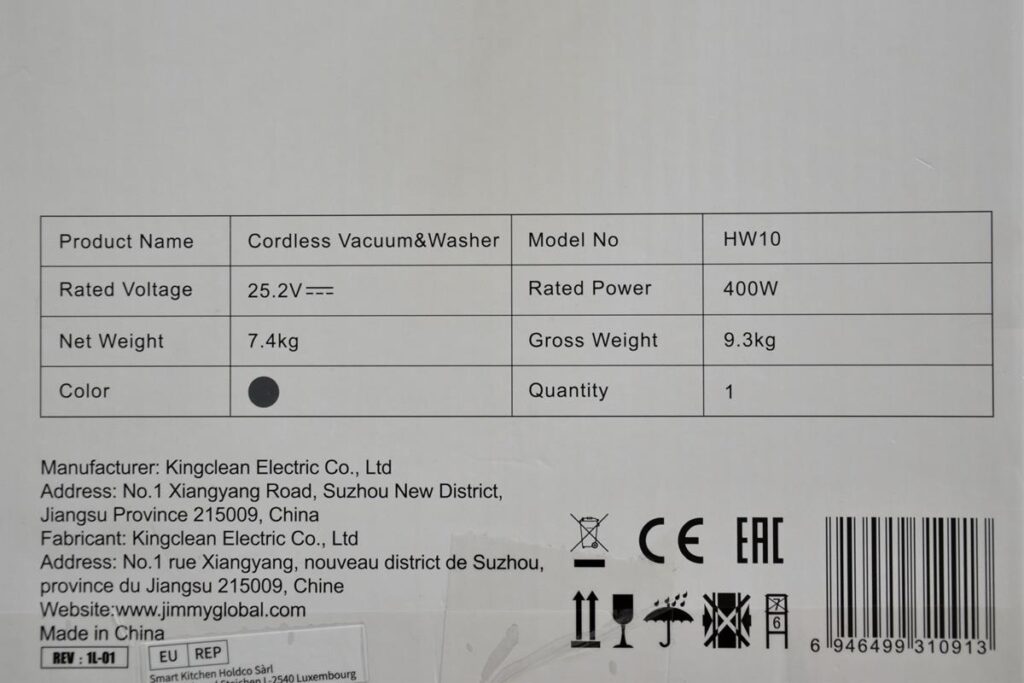 Product Name Cordless Vacuum&Washer Model No HW10
Rated Voltage 25.2V Rated Power 400W
Net Weight 7.4kg Gross Weight 9.3kg
Color Quantity 1
Manufacturer: Kingclean Electric Co., Ltd
Address: No.1 Xiangyang Road, Suzhou New District,
Jiangsu Province 215009, China
Fabricant: Kingclean Electric Co., Ltd
Address: No.1 rue Xiangyang, nouveau district de Suzhou,
province du Jiangsu 215009, Chine
Website:www.jimmyglobal.com
Made in China
REV : 1L-01
EU REP
Smart Kitchen Holdco Sàrl
L-2540 Luxembourg
CE EAC
7
6
6 946499 310913